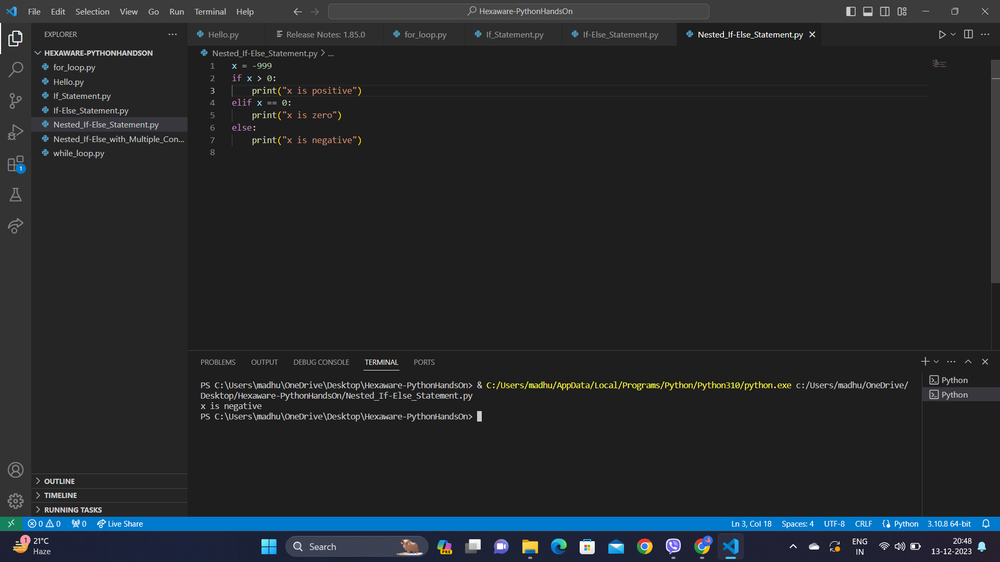 File Edit Selection View Go Run Terminal Help
Hexaware-PythonHandsOn
EXPLORER
HEXAWARE-PYTHONHANDSON
for_loop.py
Hello.py
If_Statement.py
If-Else_Statement.py
Nested_If-Else_Statement.py
Nested_If-Else_with_Multiple_Con...
while_loop.py
1
OUTLINE
TIMELINE
RUNNING TASKS
Hello.py Release Notes: 1.85.0 for_loop.py If_Statement.py If-Else_Statement.py Nested_If-Else_Statement.py
Nested_If-Else_Statement.py > ...
1 x = -999
2 if x > 0:
3     print("x is positive")
4 elif x == 0:
5     print("x is zero")
6 else:
7     print("x is negative")
8
PROBLEMS OUTPUT DEBUG CONSOLE TERMINAL PORTS
PS C:\Users\madhu\OneDrive\Desktop\Hexaware-PythonHandsOn> & C:/Users/madhu/AppData/Local/Programs/Python/Python310/python.exe c:/Users/madhu/OneDrive/
Desktop/Hexaware-PythonHandsOn/Nested_If-Else_Statement.py
x is negative
PS C:\Users\madhu\OneDrive\Desktop\Hexaware-PythonHandsOn>
Python
Python
0 0 0 Live Share Ln 3, Col 18 Spaces: 4 UTF-8 CRLF {} Python 3.10.8 64-bit
1
21°C
Haze
Search
PRE
ENG
IN
20:48
13-12-2023